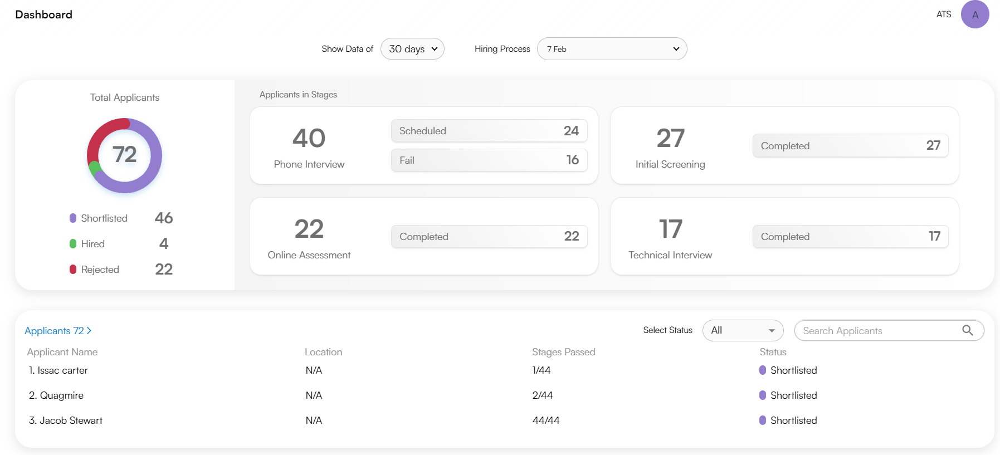 Dashboard
ATS A
Show Data of 30 days Hiring Process 7 Feb
Total Applicants
72
Shortlisted 46
Hired 4
Rejected 22
Applicants in Stages
40
Phone Interview
Scheduled 24
Fail 16
27
Initial Screening
Completed 27
22
Online Assessment
Completed 22
17
Technical Interview
Completed 17
Applicants 72 >
Select Status All Search Applicants
Applicant Name Location Stages Passed Status
1. Issac carter N/A 1/44 Shortlisted
2. Quagmire N/A 2/44 Shortlisted
3. Jacob Stewart N/A 44/44 Shortlisted